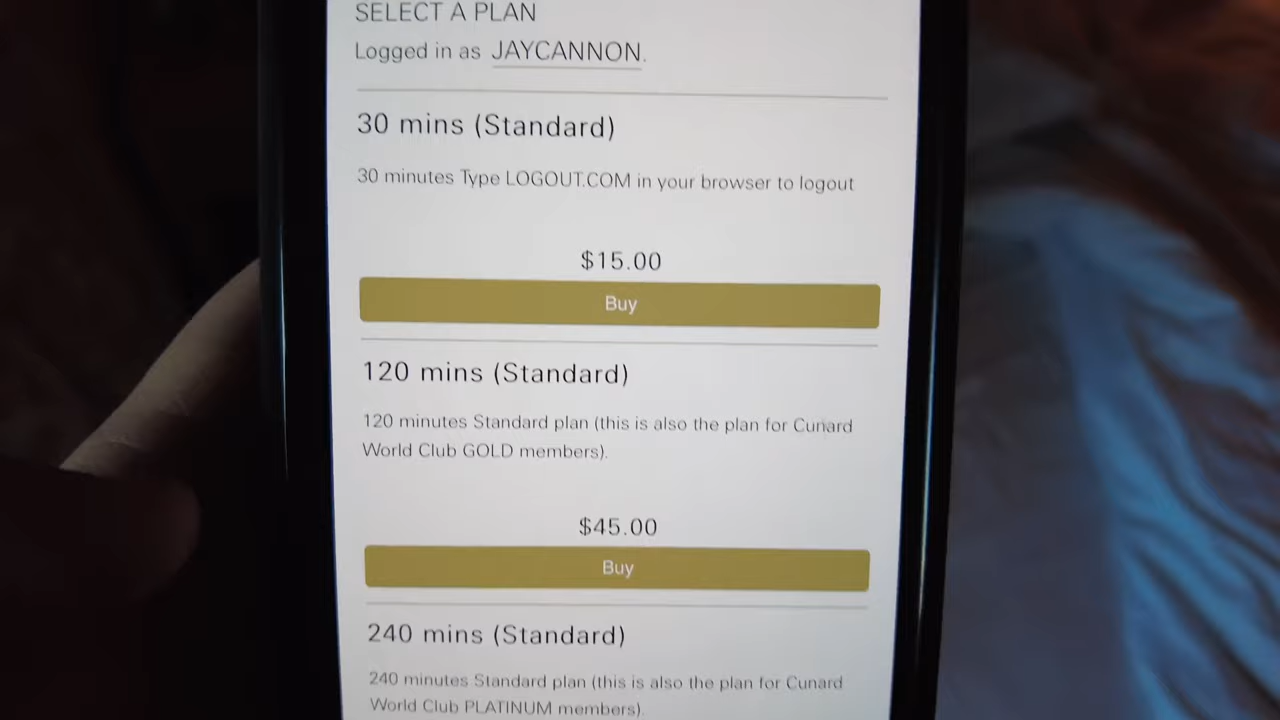 SELECT A PLAN
Logged in as JAYCANNON.
30 mins (Standard)
30 minutes Type LOGOUT.COM in your browser to logout
$15.00
Buy
120 mins (Standard)
120 minutes Standard plan (this is also the plan for Cunard
World Club GOLD members).
$45.00
Buy
240 mins (Standard)
240 minutes Standard plan (this is also the plan for Cunard
World Club PLATINUM members).